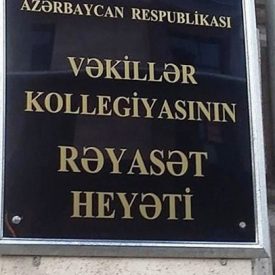 AZƏRBAYCAN RESPUBLİKASI
VƏKİLLƏR
KOLLEGİYASININ
RƏYASƏT
HEYƏTİ